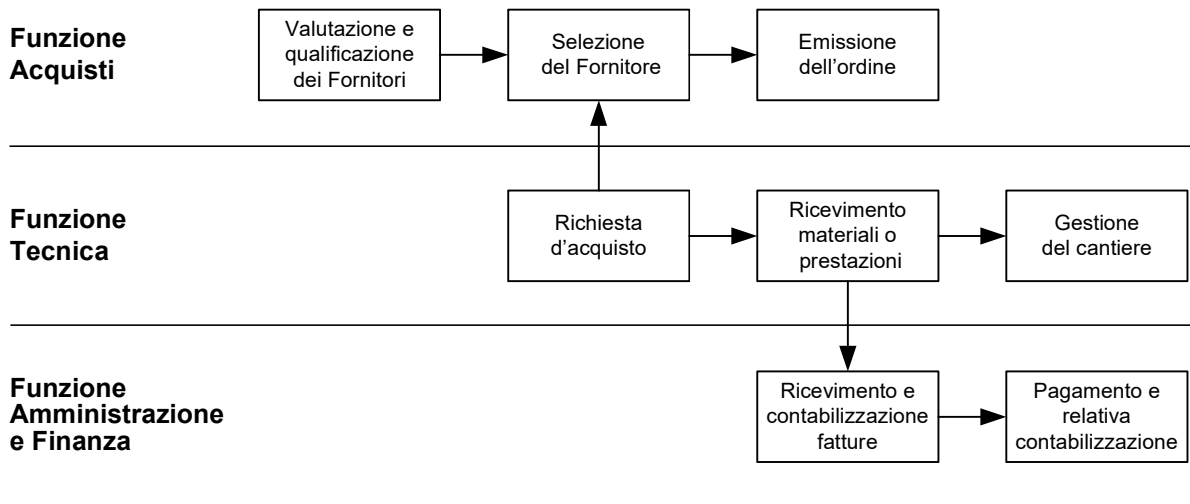 Funzione
Acquisti
Valutazione e
qualificazione
dei Fornitori
Selezione
del Fornitore
Emissione
dell'ordine
Funzione
Tecnica
Richiesta
d'acquisto
Ricevimento
materiali o
prestazioni
Gestione
del cantiere
Funzione
Amministrazione
e Finanza
Ricevimento e
contabilizzazione
fatture
Pagamento e
relativa
contabilizzazione